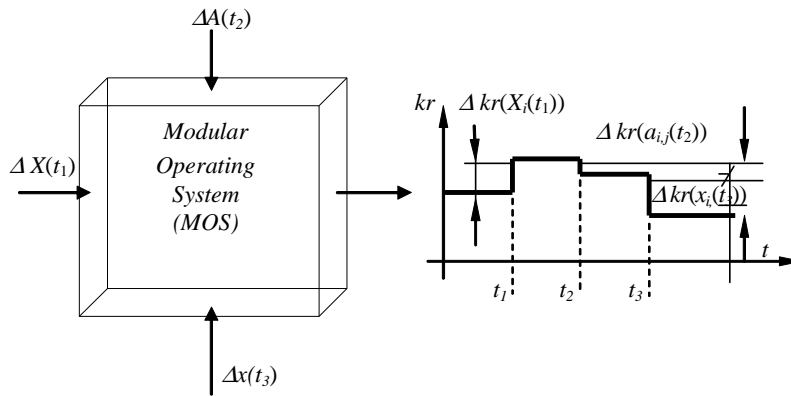 ΔA(t2)
Modular
Operating
System
(MOS)
Δ X(t1)
Δx(t3)
kr
Δ kr(Xi(t1))
Δ kr(ai,j(t2))
Δkr(xi,(t3))
t
t1
t2
t3